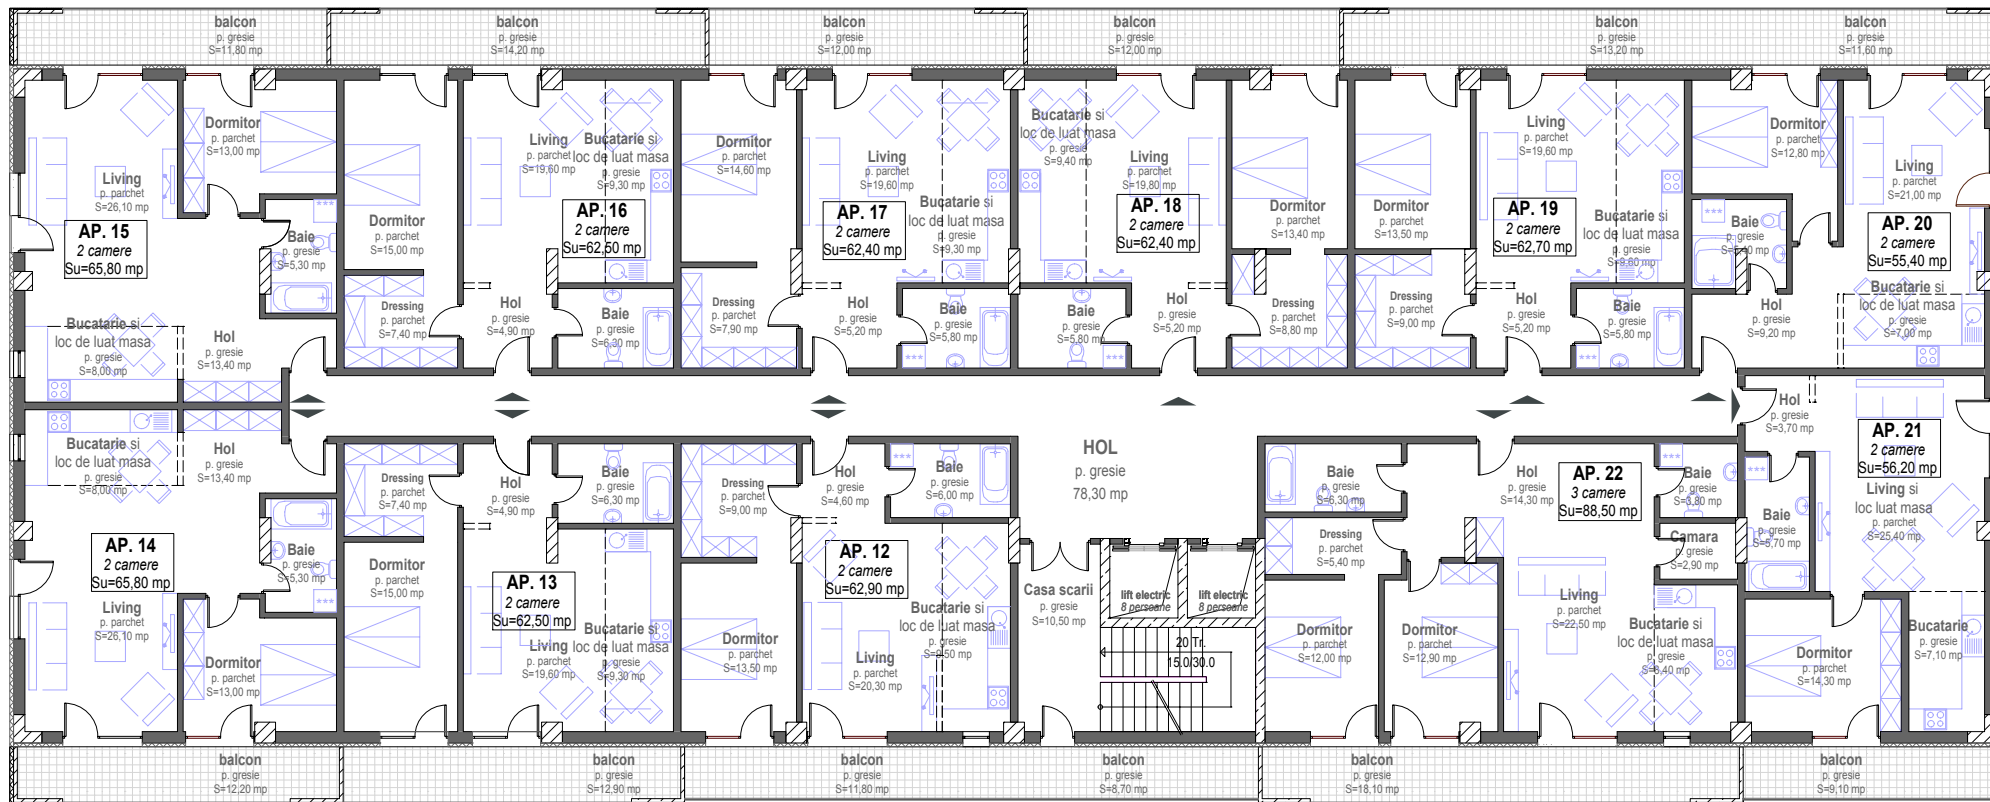 balcon
p. gresie
S=11,80 mp
balcon
p. gresie
S=14,20 mp
balcon
p. gresie
S=12,00 mp
balcon
p. gresie
S=12,00 mp
balcon
p. gresie
S=13,20 mp
balcon
p. gresie
S=11,60 mp
Living
p. parchet
S=26,10 mp
AP. 15
2 camere
Su=65,80 mp
Dormitor
p. parchet
S=13,00 mp
Baie
p. gresie
S=5,30 mp
Bucatarie si
loc de luat masa
p. gresie
S=8,00 mp
Hol
p. gresie
S=13,40 mp
Dormitor
p. parchet
S=15,00 mp
Dressing
p. parchet
S=7,40 mp
Living
p. parchet
S=19,60 mp
Bucatarie si
loc de luat masa
p. gresie
S=9,30 mp
AP. 16
2 camere
Su=62,50 mp
Hol
p. gresie
S=4,90 mp
Baie
p. gresie
S=6,30 mp
Dormitor
p. parchet
S=14,60 mp
Dressing
p. parchet
S=7,90 mp
Living
p. parchet
S=19,60 mp
AP. 17
2 camere
Su=62,40 mp
Bucatarie si
loc de luat masa
p. gresie
S=9,30 mp
Hol
p. gresie
S=5,20 mp
Baie
p. gresie
S=5,80 mp
Bucatarie si
loc de luat masa
p. gresie
S=9,40 mp
Living
p. parchet
S=19,80 mp
AP. 18
2 camere
Su=62,40 mp
Baie
p. gresie
S=5,80 mp
Hol
p. gresie
S=5,20 mp
Dormitor
p. parchet
S=13,40 mp
Dressing
p. parchet
S=8,80 mp
Dormitor
p. parchet
S=13,50 mp
Dressing
p. parchet
S=9,00 mp
Living
p. parchet
S=19,60 mp
AP. 19
2 camere
Su=62,70 mp
Bucatarie si
loc de luat masa
p. gresie
S=9,60 mp
Hol
p. gresie
S=5,20 mp
Baie
p. gresie
S=5,80 mp
Dormitor
p. parchet
S=12,80 mp
Living
p. parchet
S=21,00 mp
AP. 20
2 camere
Su=55,40 mp
Baie
p. gresie
Hol
p. gresie
S=9,20 mp
Bucatarie si
loc de luat masa
p. gresie
S=7,00 mp
Bucatarie si
loc de luat masa
p. gresie
S=8,00 mp
Hol
p. gresie
S=13,40 mp
AP. 14
2 camere
Su=65,80 mp
Baie
p. gresie
S=5,30 mp
Living
p. parchet
S=26,10 mp
Dormitor
p. parchet
S=13,00 mp
Dressing
p. parchet
S=7,40 mp
Dormitor
p. parchet
S=15,00 mp
Hol
p. gresie
S=4,90 mp
Baie
p. gresie
S=6,30 mp
AP. 13
2 camere
Su=62,50 mp
Living
p. parchet
S=19,60 mp
Bucatarie si
loc de luat masa
p. gresie
S=9,30 mp
Dressing
p. parchet
S=9,00 mp
Dormitor
p. parchet
S=13,50 mp
Hol
p. gresie
S=4,60 mp
Baie
p. gresie
S=6,00 mp
AP. 12
2 camere
Su=62,90 mp
Bucatarie si
loc de luat masa
p. gresie
S=9,50 mp
Living
p. parchet
S=20,30 mp
HOL
p. gresie
78,30 mp
Casa scarii
p. gresie
S=10,50 mp
lift electric
8 persoane
lift electric
8 persoane
20 Tr.
15.0/30.0
Baie
p. gresie
S=6,30 mp
Dressing
p. parchet
S=5,40 mp
Dormitor
p. parchet
S=12,00 mp
Dormitor
p. parchet
S=12,90 mp
Hol
p. gresie
S=14,30 mp
AP. 22
3 camere
Su=88,50 mp
Baie
p. gresie
S=3,80 mp
Camara
p. gresie
S=2,90 mp
Living
p. parchet
S=22,50 mp
Bucatarie si
loc de luat masa
p. gresie
S=8,40 mp
Hol
p. gresie
S=3,70 mp
AP. 21
2 camere
Su=56,20 mp
Living si
loc de luat masa
p. parchet
S=25,40 mp
Baie
p. gresie
S=5,70 mp
Dormitor
p. parchet
S=14,30 mp
Bucatarie
p. gresie
S=7,10 mp
balcon
p. gresie
S=12,20 mp
balcon
p. gresie
S=12,90 mp
balcon
p. gresie
S=11,80 mp
balcon
p. gresie
S=8,70 mp
balcon
p. gresie
S=18,10 mp
balcon
p. gresie
S=9,10 mp